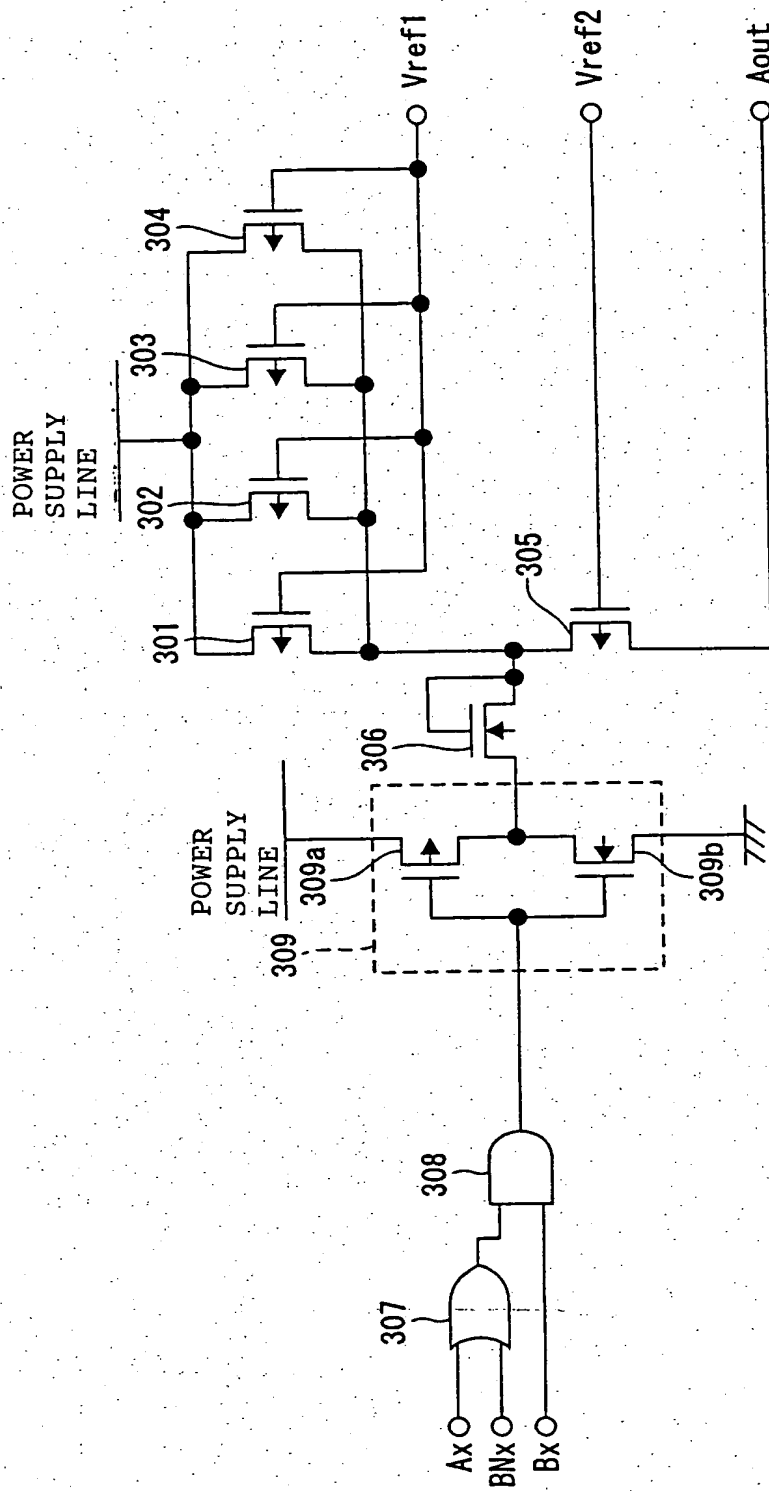 POWER
SUPPLY
LINE
301
302
303
304
Vref1
305
Vref2
Aout
306
POWER
SUPPLY
LINE
309
309a
309b
307
308
Ax
BNx
Bx